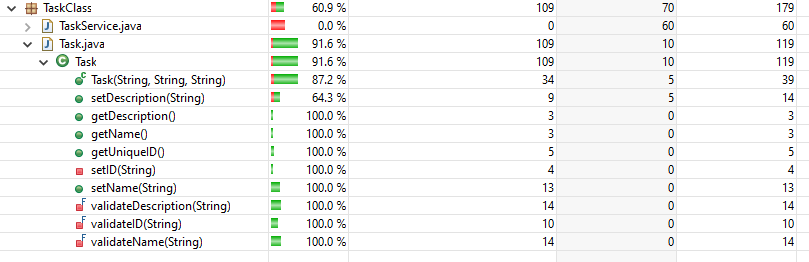 TaskClass 60.9 % 109 70 179
TaskService.java 0.0 % 0 60 60
Task.java 91.6 % 109 10 119
Task 91.6 % 109 10 119
Task(String, String, String) 87.2 % 34 5 39
setDescription(String) 64.3 % 9 5 14
getDescription() 100.0 % 3 0 3
getName() 100.0 % 3 0 3
getUniqueID() 100.0 % 5 0 5
setID(String) 100.0 % 4 0 4
setName(String) 100.0 % 13 0 13
validateDescription(String) 100.0 % 14 0 14
validateID(String) 100.0 % 10 0 10
validateName(String) 100.0 % 14 0 14